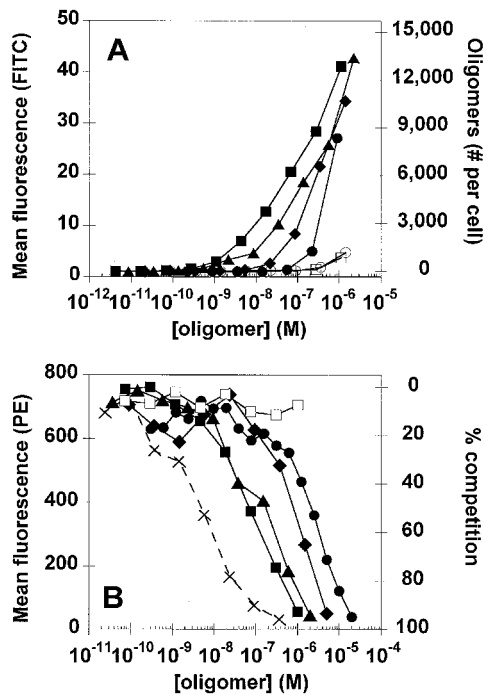 A
Mean fluorescence (FITC)
50
40
30
20
10
0
15,000
12,000
9,000
6,000
3,000
0
Oligomers (# per cell)
10-12 10-11 10-10 10-9 10-8 10-7 10-6 10-5
[oligomer] (M)
B
Mean fluorescence (PE)
800
600
400
200
0
0
20
40
60
80
100
% competition
10-11 10-10 10-9 10-8 10-7 10-6 10-5 10-4
[oligomer] (M)